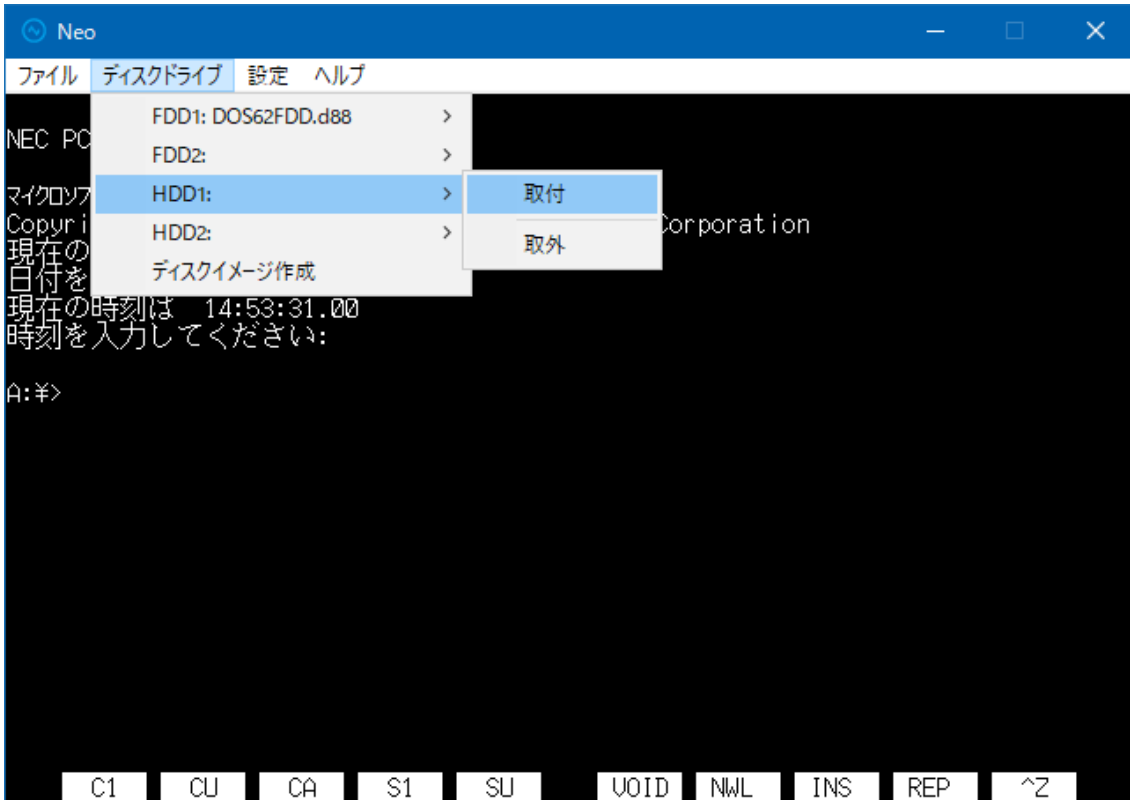 Neo
ファイル ディスクドライブ 設定 ヘルプ
FDD1: DOS62FDD.d88
FDD2:
HDD1:
HDD2:
ディスクイメージ作成
取付
取外
NEC PC
マイクロソフ
Copyri orporation
現在の
日付を
現在の時刻は 14:53:31.00
時刻を入力してください:
A:¥>
C1 CU CA S1 SU VOID NWL INS REP ^Z